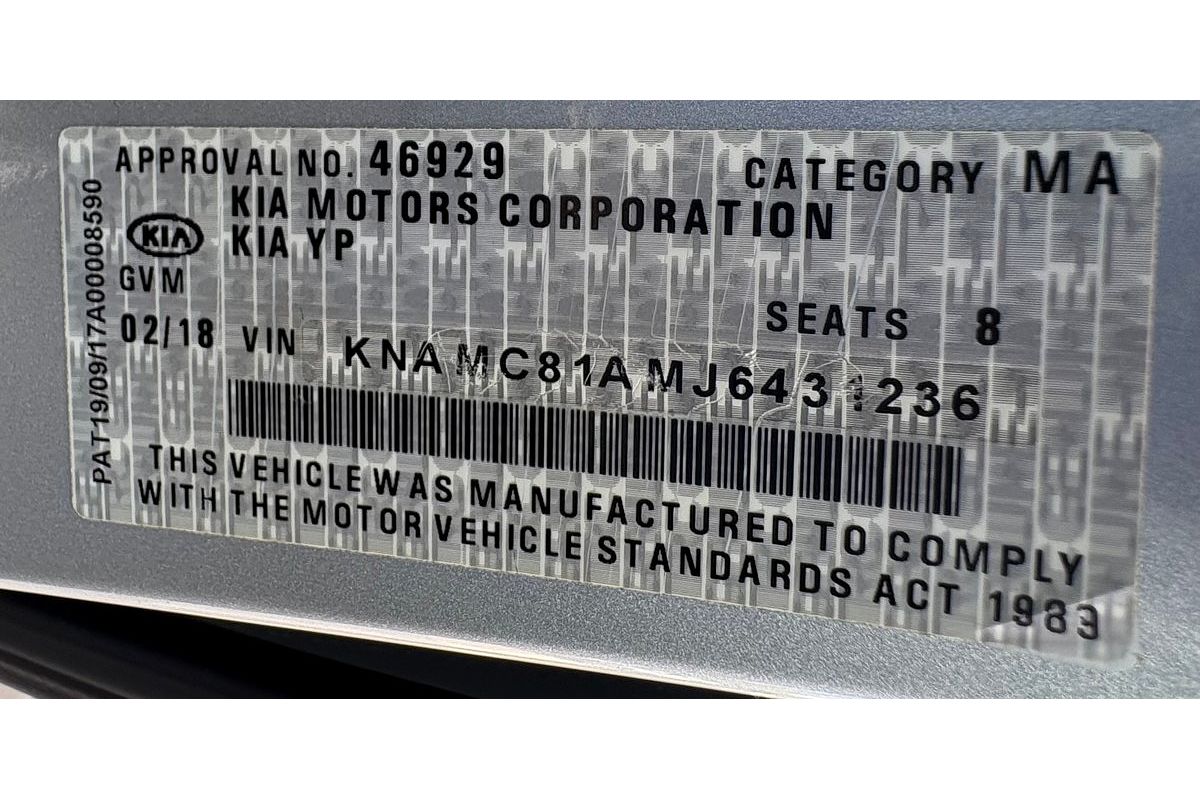 APPROVAL NO. 46929 CATEGORY MA
KIA MOTORS CORPORATION
KIA KIA YP
GVM
SEATS 8
02/18 VIN KNAMC81AMJ6431236
THIS VEHICLE WAS MANUFACTURED TO COMPLY
WITH THE MOTOR VEHICLE STANDARDS ACT 1989
PAT19/09/17A00008590